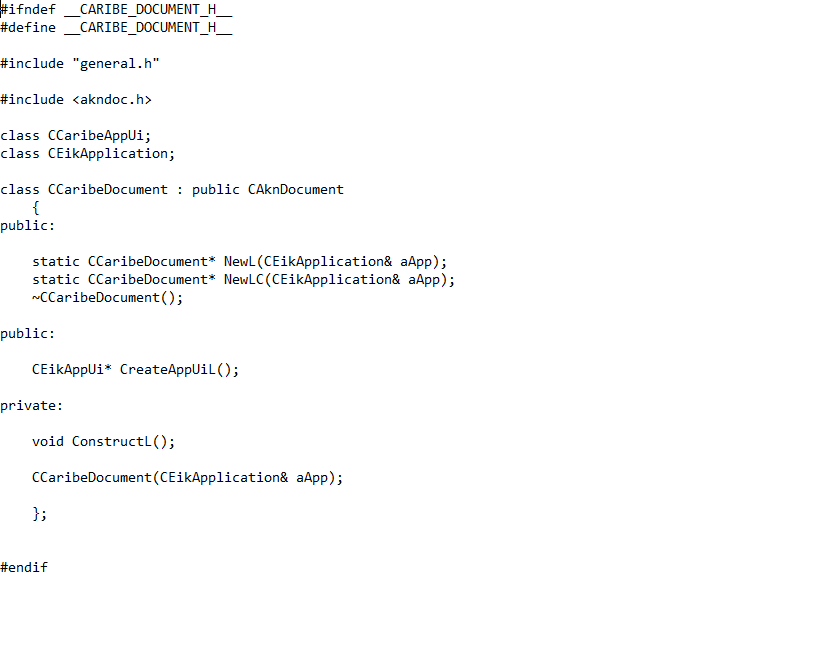 #ifndef __CARIBE_DOCUMENT_H__
#define __CARIBE_DOCUMENT_H__
#include "general.h"
#include <akndoc.h>
class CCaribeAppUi;
class CEikApplication;
class CCaribeDocument : public CAknDocument
{
public:
static CCaribeDocument* NewL(CEikApplication& aApp);
static CCaribeDocument* NewLC(CEikApplication& aApp);
~CCaribeDocument();
public:
CEikAppUi* CreateAppUiL();
private:
void ConstructL();
CCaribeDocument(CEikApplication& aApp);
};
#endif